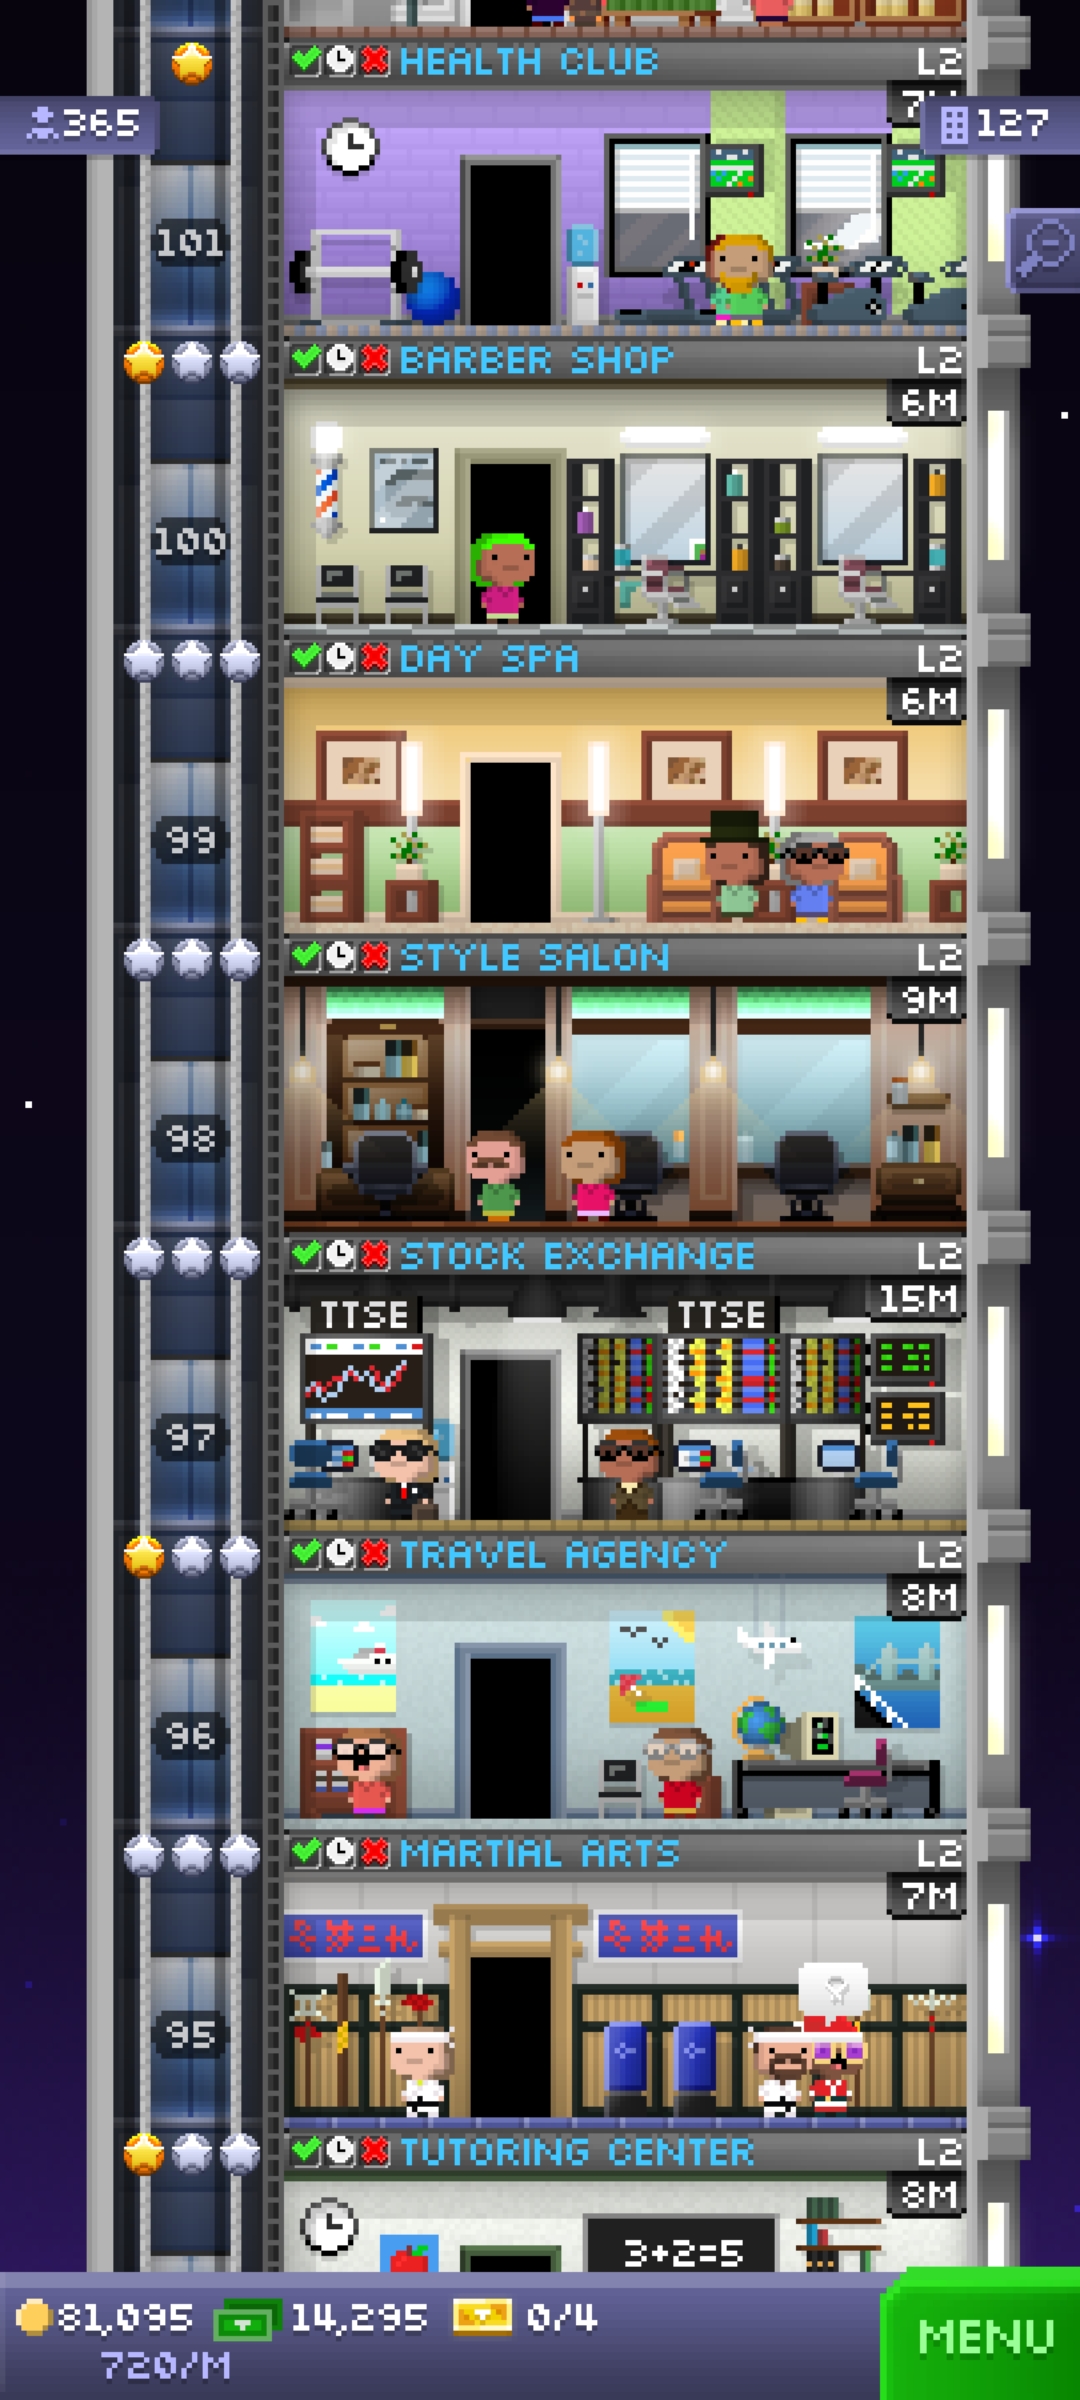 HEALTH CLUB L2
365
127
101
BARBER SHOP L2
6M
100
DAY SPA L2
6M
99
STYLE SALON L2
9M
98
STOCK EXCHANGE L2
15M
TTSE TTSE
97
TRAVEL AGENCY L2
8M
96
MARTIAL ARTS L2
7M
95
TUTORING CENTER L2
8M
3+2=5
81,095 14,295 0/4
720/M
MENU